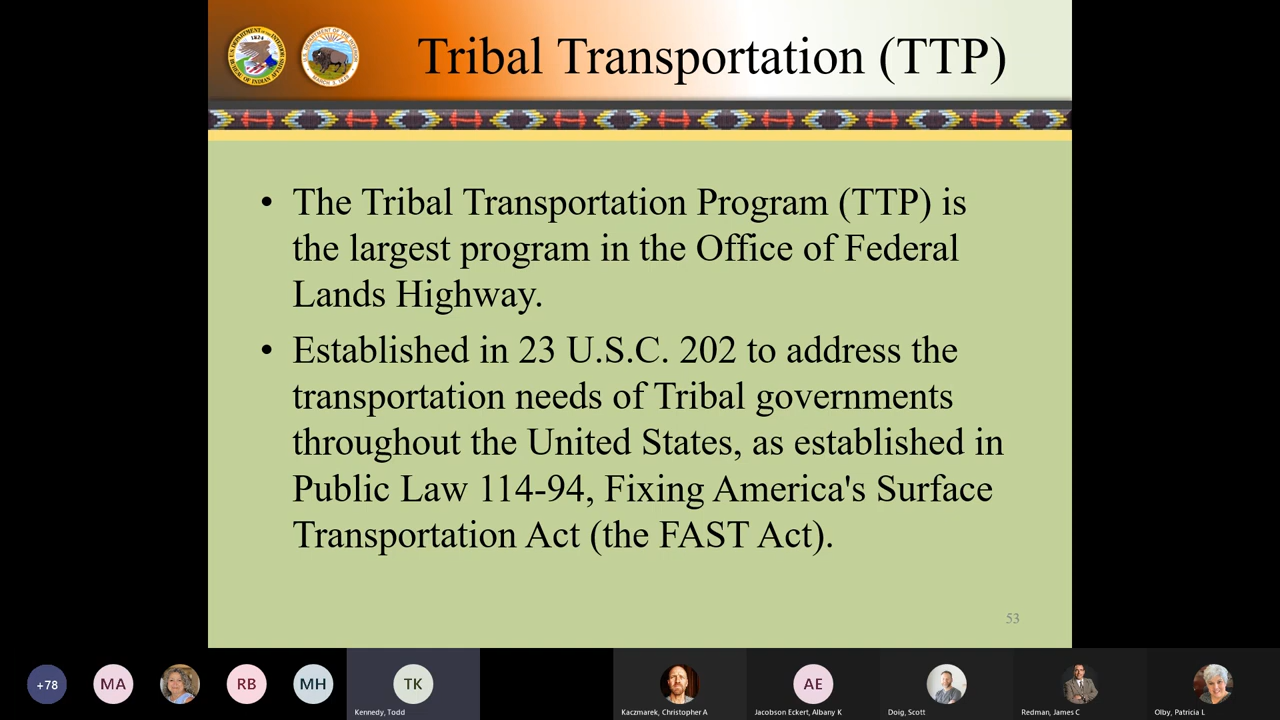 Tribal Transportation (TTP)
• The Tribal Transportation Program (TTP) is
the largest program in the Office of Federal
Lands Highway.
• Established in 23 U.S.C. 202 to address the
transportation needs of Tribal governments
throughout the United States, as established in
Public Law 114-94, Fixing America's Surface
Transportation Act (the FAST Act).
53
+78
MA
RB
MH
TK
AE
Kennedy, Todd
Kaczmarek, Christopher A
Jacobson Eckert, Albany K
Doig, Scott
Redman, James C
Olby, Patricia L